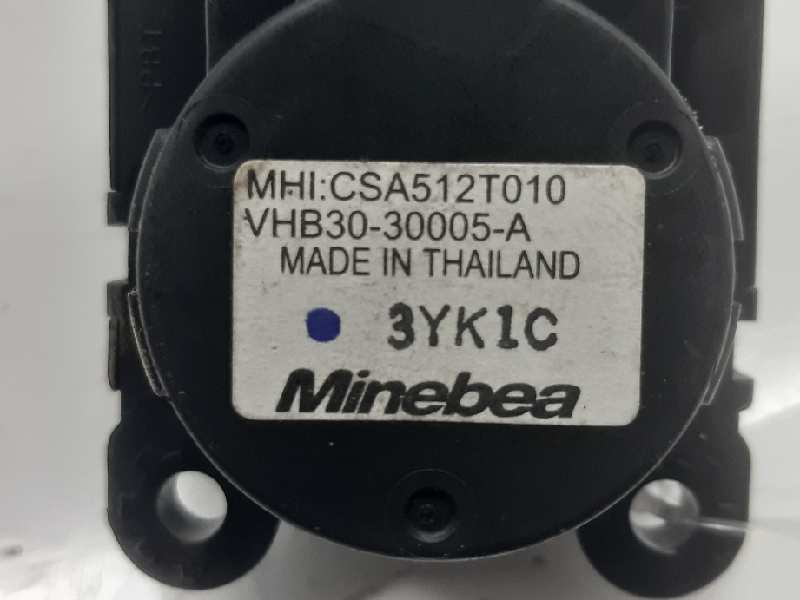 MHI:CSA512T010
VHB30-30005-A
MADE IN THAILAND
3YK1C
Minebea